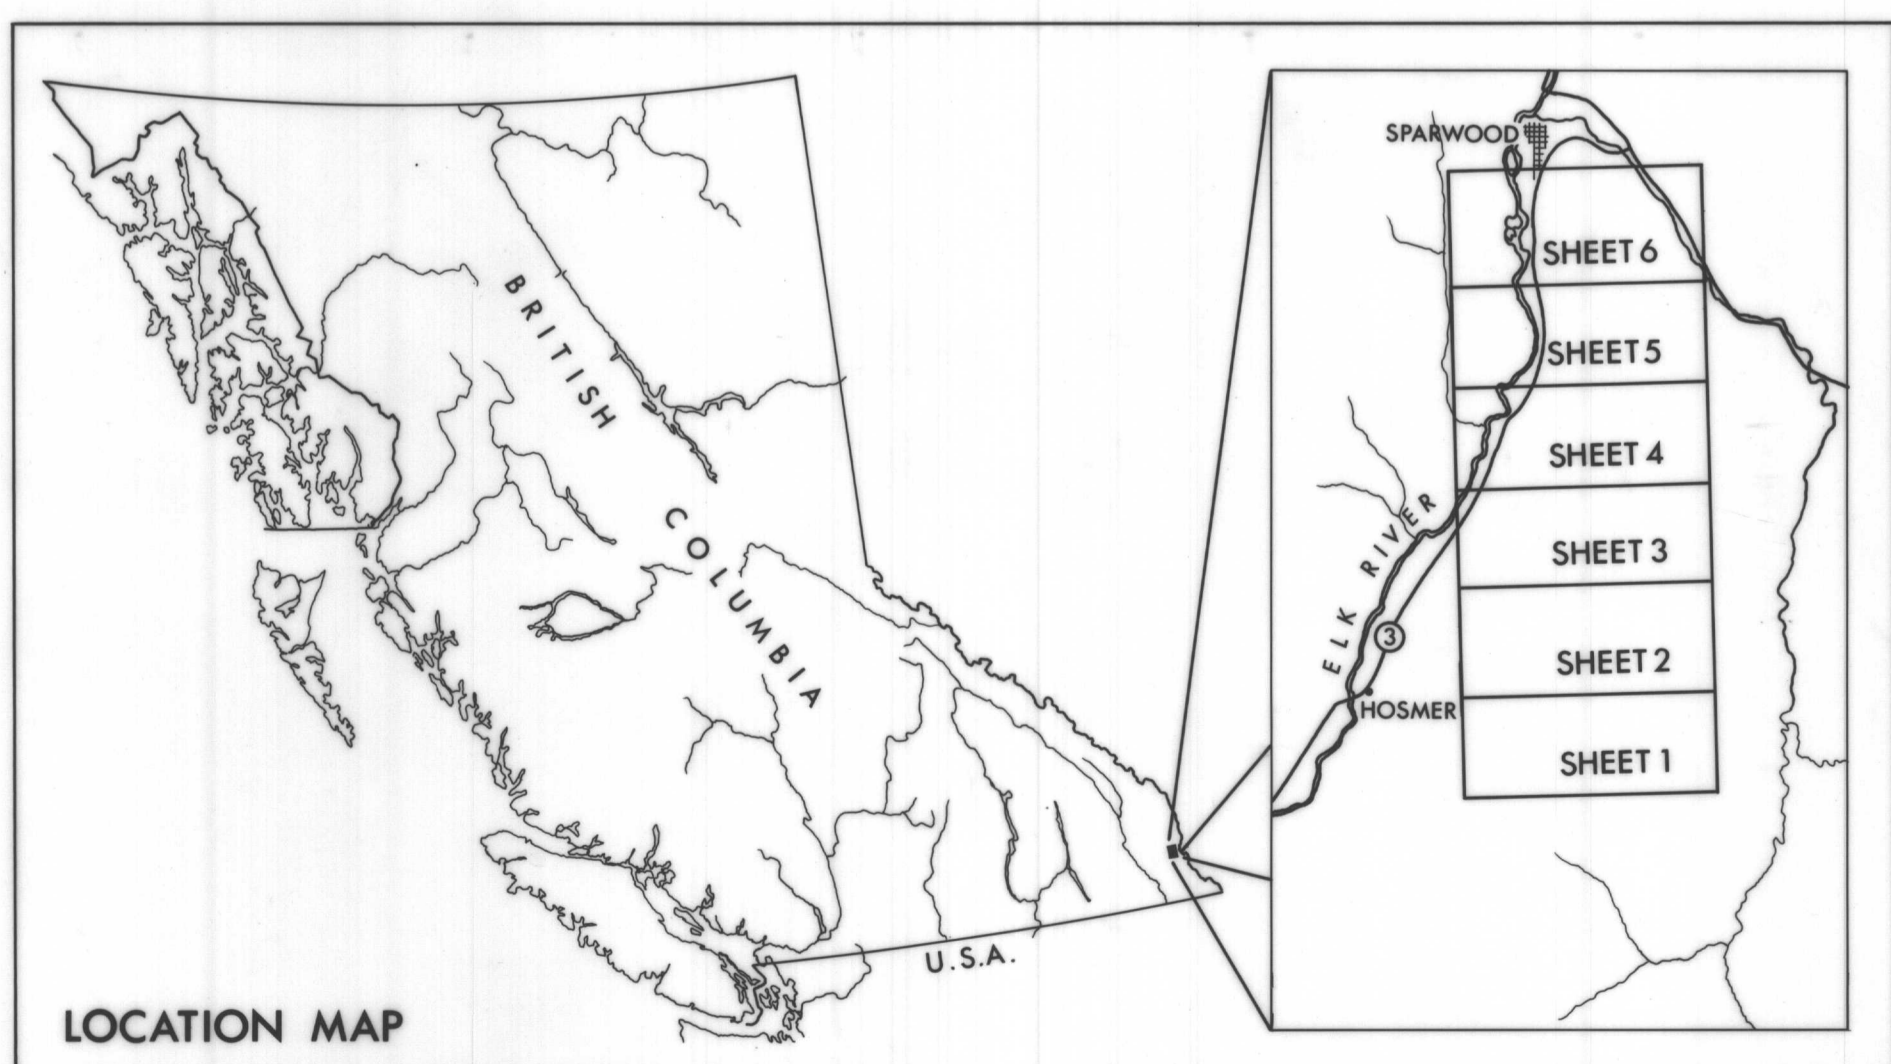 BRITISH
COLUMBIA
U.S.A.
LOCATION MAP
SPARWOOD
SHEET 6
SHEET 5
SHEET 4
SHEET 3
SHEET 2
SHEET 1
ELK RIVER
3
HOSMER